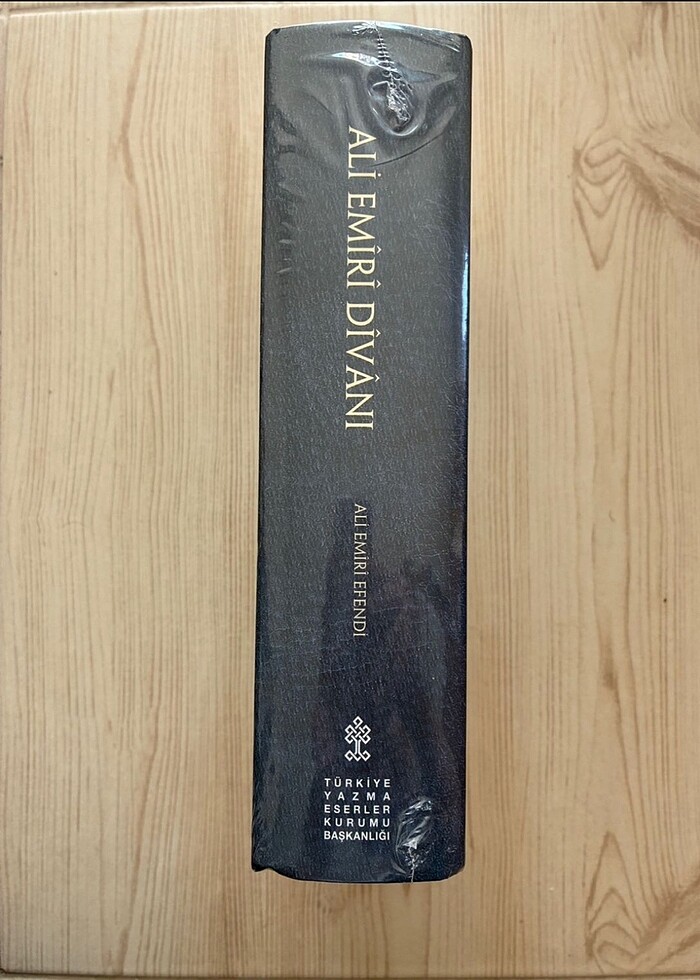 ALİ EMÎRÎ DÎVÂNI
ALİ EMÎRÎ EFENDİ
TÜRKİYE
YAZMA
ESERLER
KURUMU
BAŞKANLIĞI